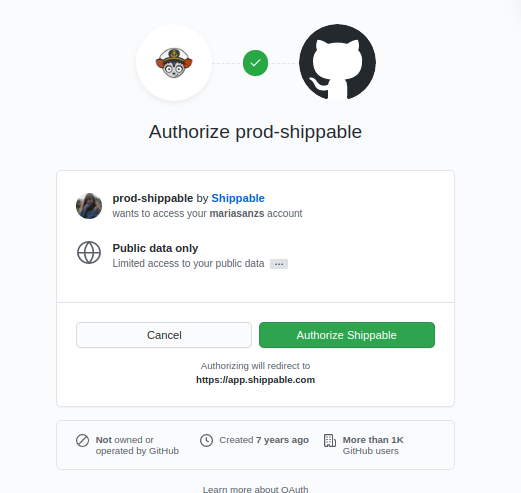 Authorize prod-shippable
prod-shippable by Shippable
wants to access your mariasanzs account
Public data only
Limited access to your public data ...
Cancel
Authorize Shippable
Authorizing will redirect to
https://app.shippable.com
Not owned or
operated by GitHub
Created 7 years ago
More than 1K
GitHub users
Learn more about OAuth